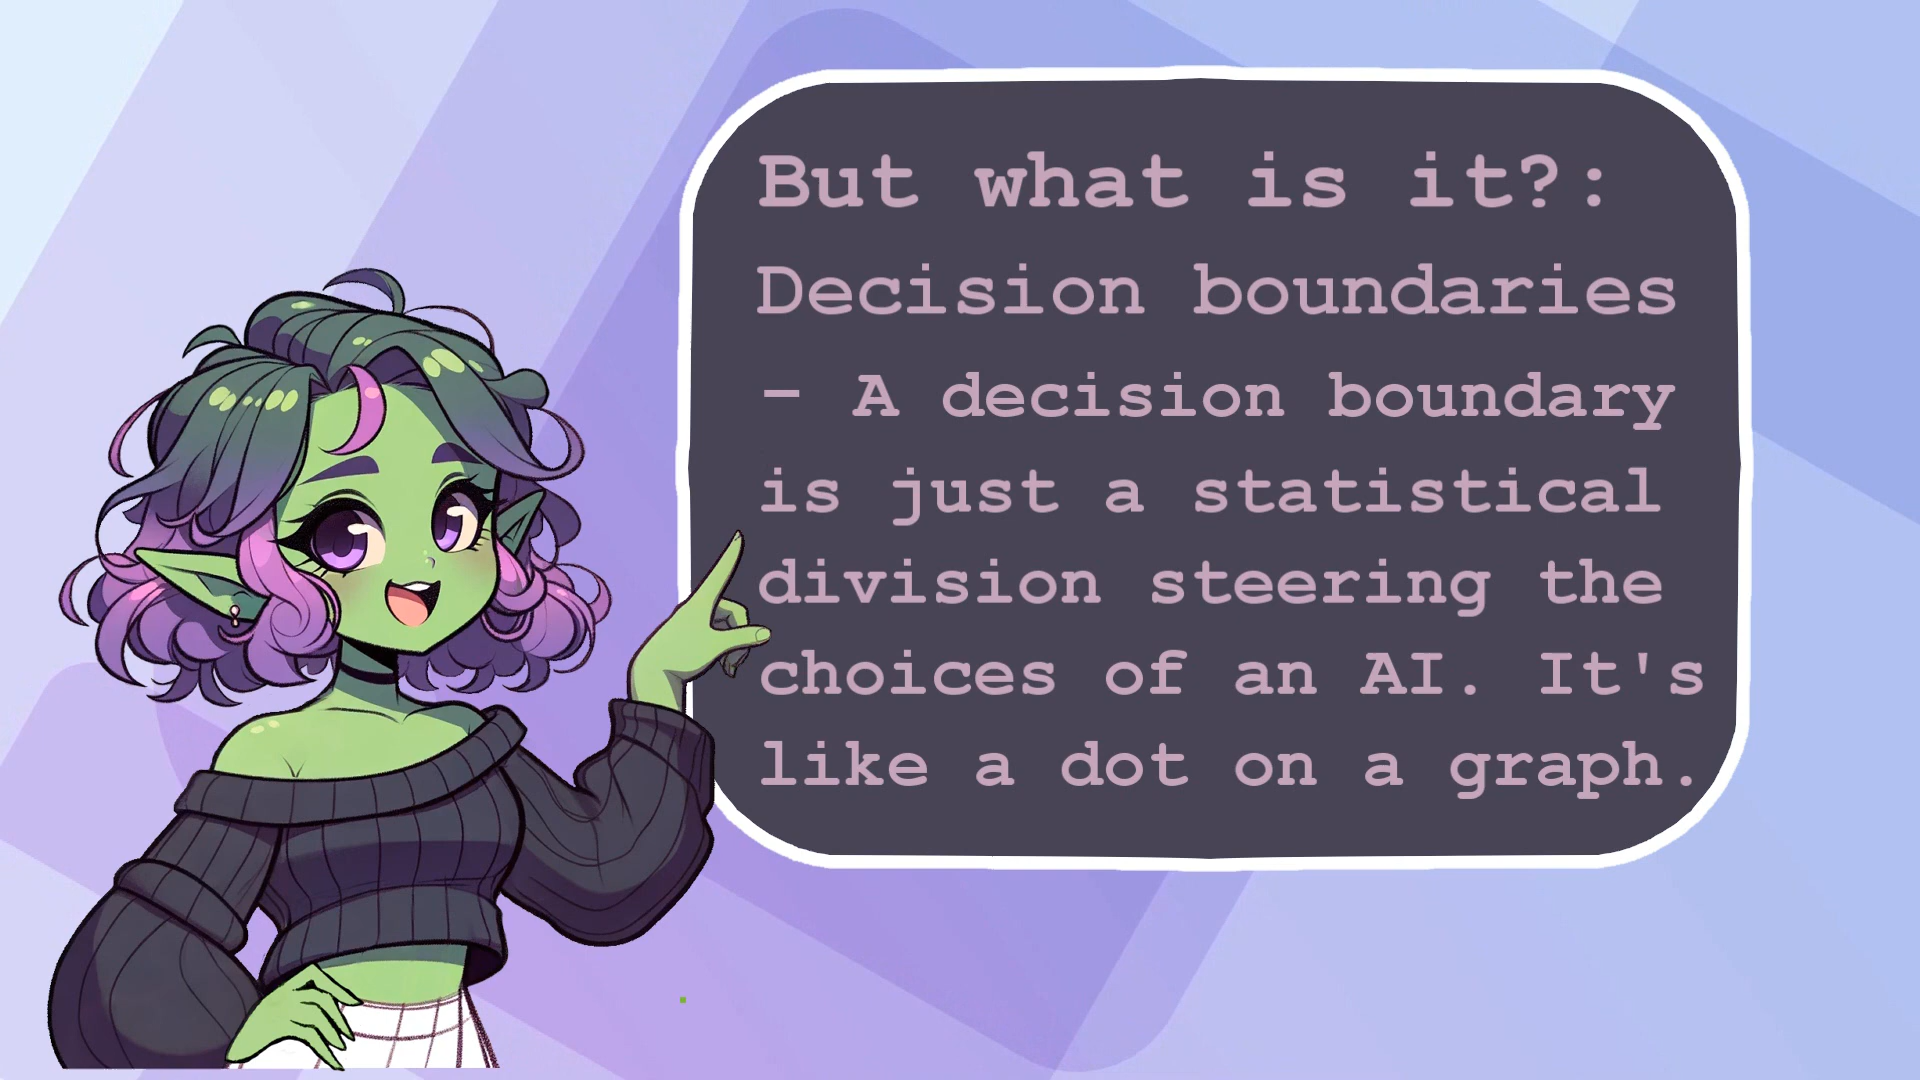 But what is it?:
Decision boundaries
– A decision boundary
is just a statistical
division steering the
choices of an AI. It's
like a dot on a graph.